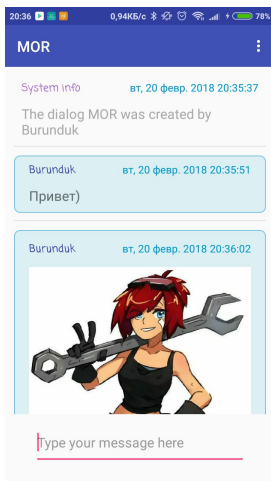 20:36 0,94КБ/с 78%
MOR
System info вт, 20 февр. 2018 20:35:37
The dialog MOR was created by
Burunduk
Burunduk вт, 20 февр. 2018 20:35:51
Привет)
Burunduk вт, 20 февр. 2018 20:36:02
Type your message here